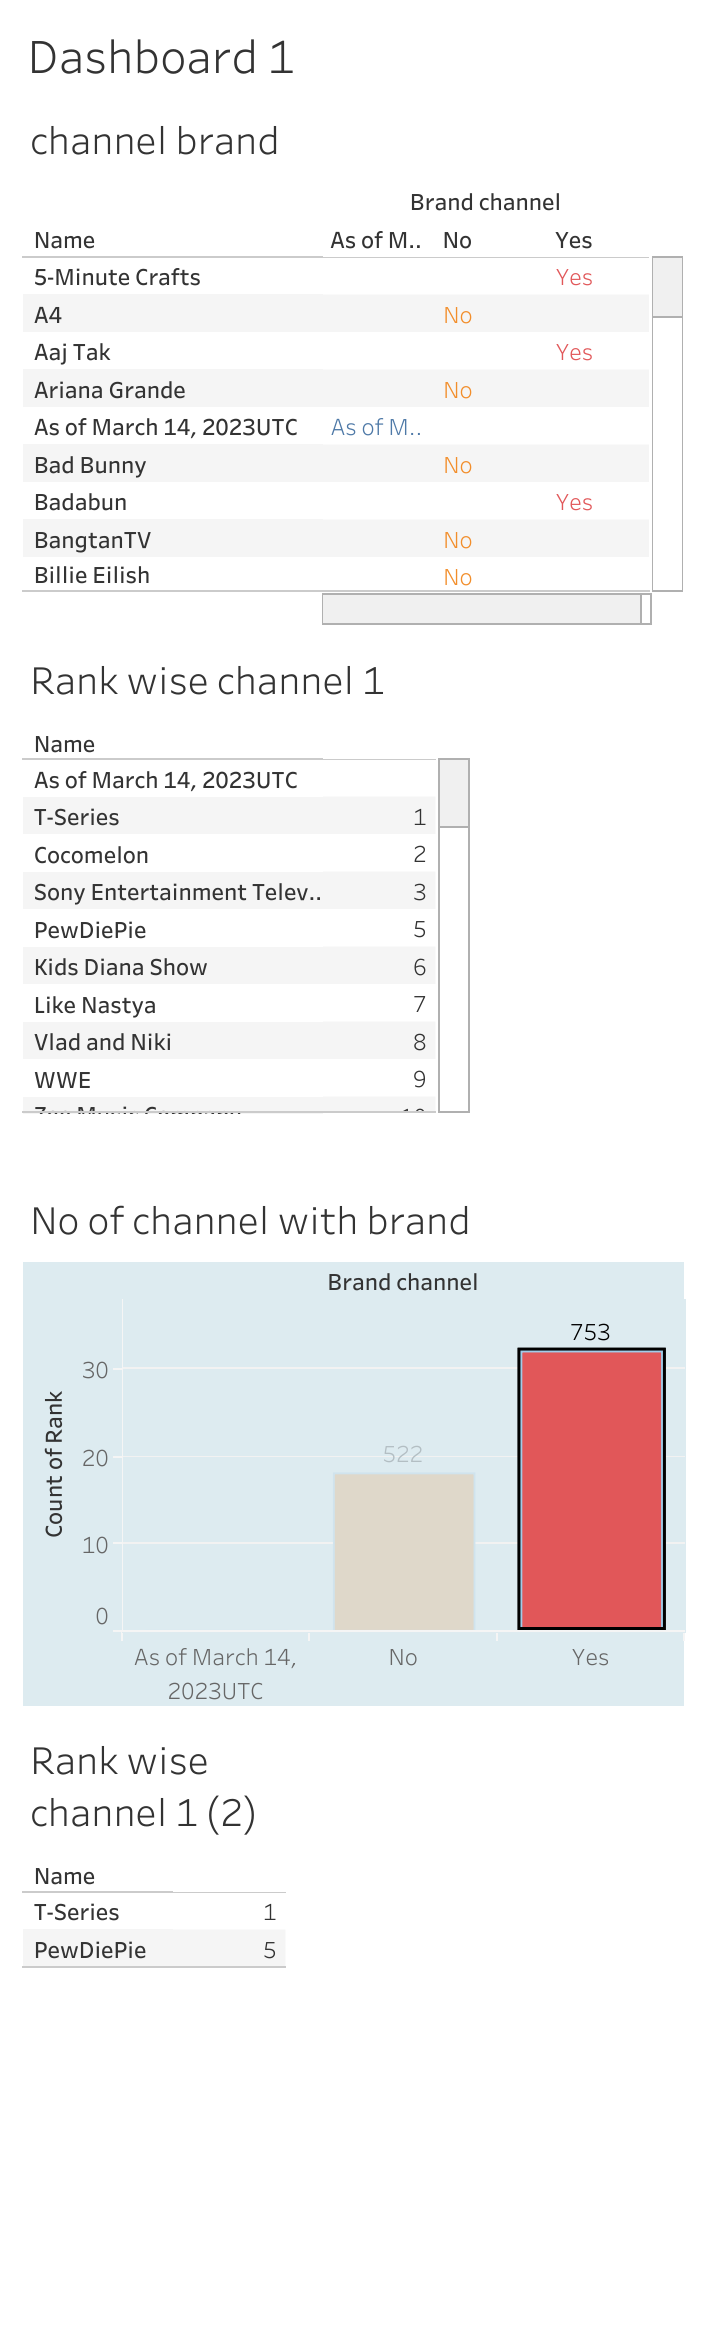 Dashboard 1
channel brand
Brand channel
Name As of M.. No Yes
5-Minute Crafts Yes
A4 No
Aaj Tak Yes
Ariana Grande No
As of March 14, 2023UTC As of M..
Bad Bunny No
Badabun Yes
BangtanTV No
Billie Eilish No
Rank wise channel 1
Name
As of March 14, 2023UTC
T-Series 1
Cocomelon 2
Sony Entertainment Telev.. 3
PewDiePie 5
Kids Diana Show 6
Like Nastya 7
Vlad and Niki 8
WWE 9
No of channel with brand
Brand channel
753
30
522
20
Count of Rank
10
0
As of March 14, No Yes
2023UTC
Rank wise
channel 1 (2)
Name
T-Series 1
PewDiePie 5